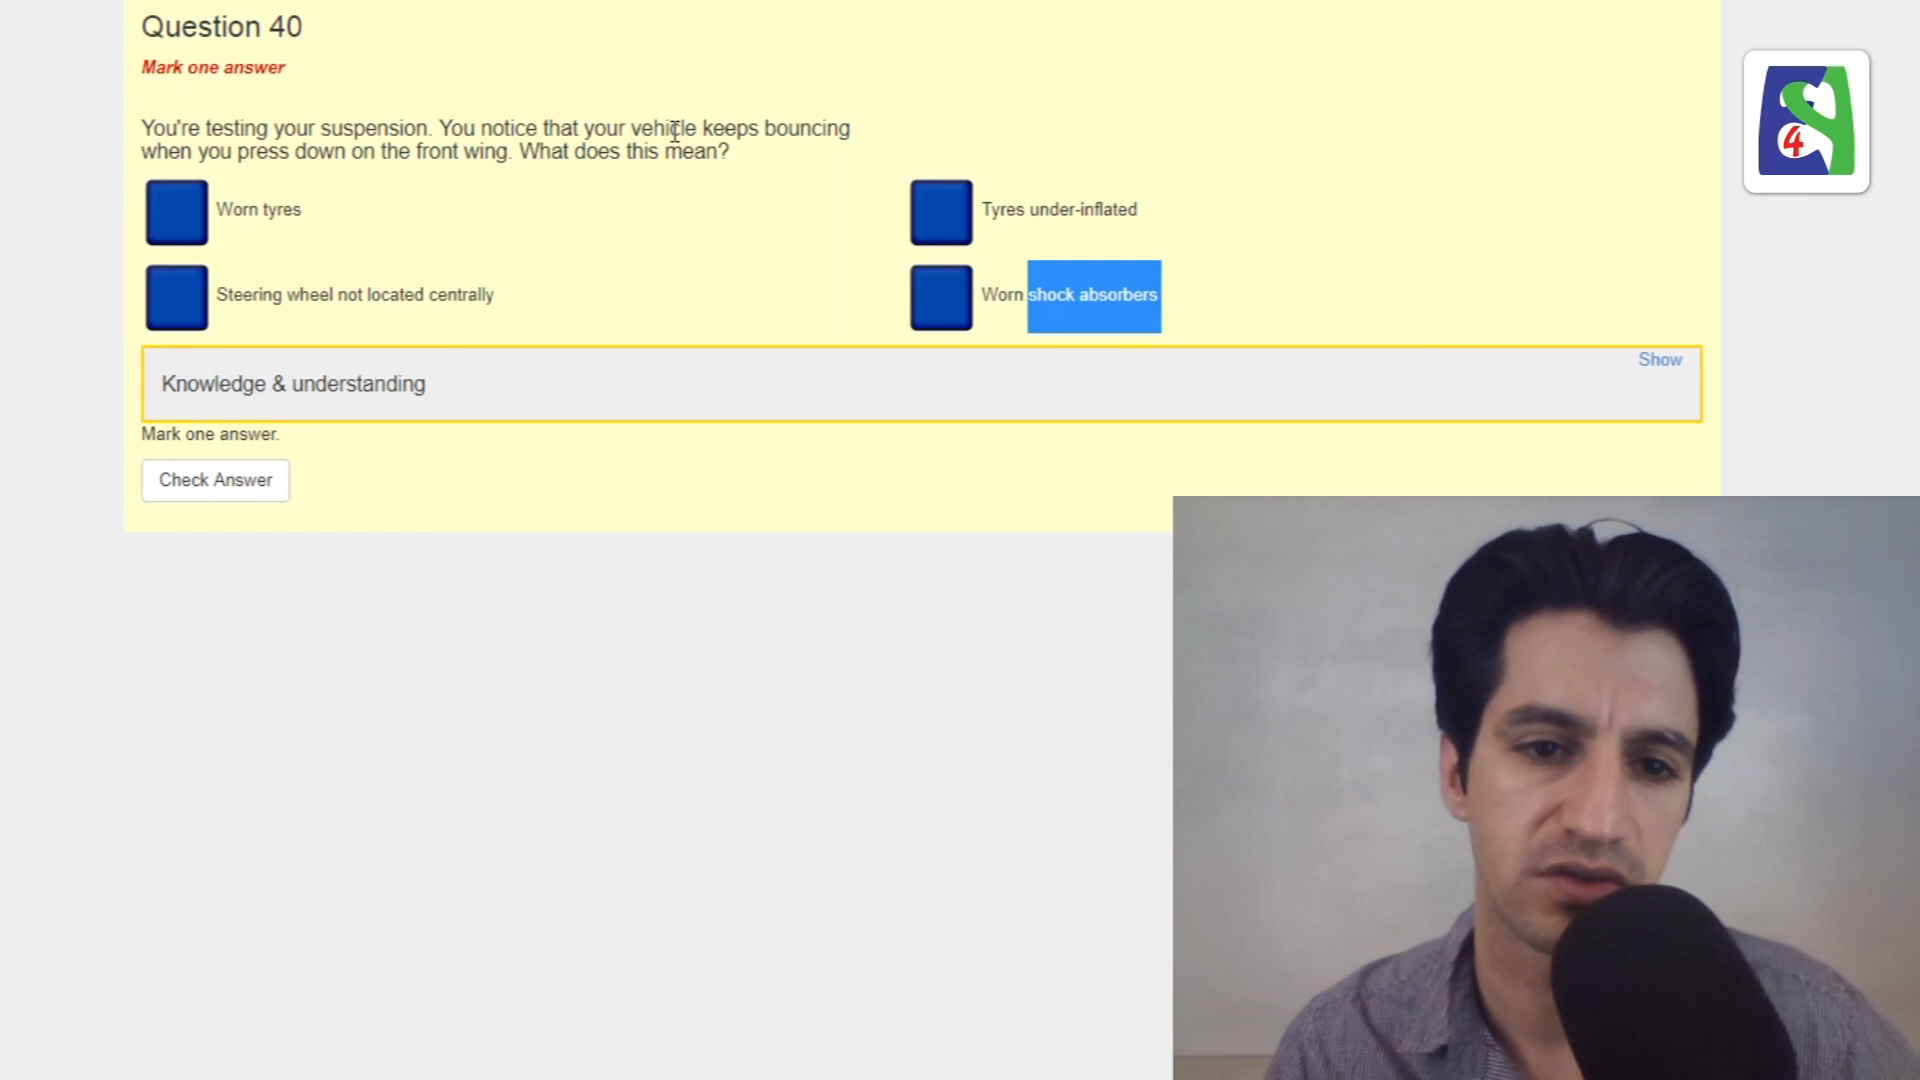 Question 40
Mark one answer
You're testing your suspension. You notice that your vehicle keeps bouncing
when you press down on the front wing. What does this mean?
Worn tyres
Tyres under-inflated
Steering wheel not located centrally
Worn shock absorbers
Show
Knowledge & understanding
Mark one answer.
Check Answer
4